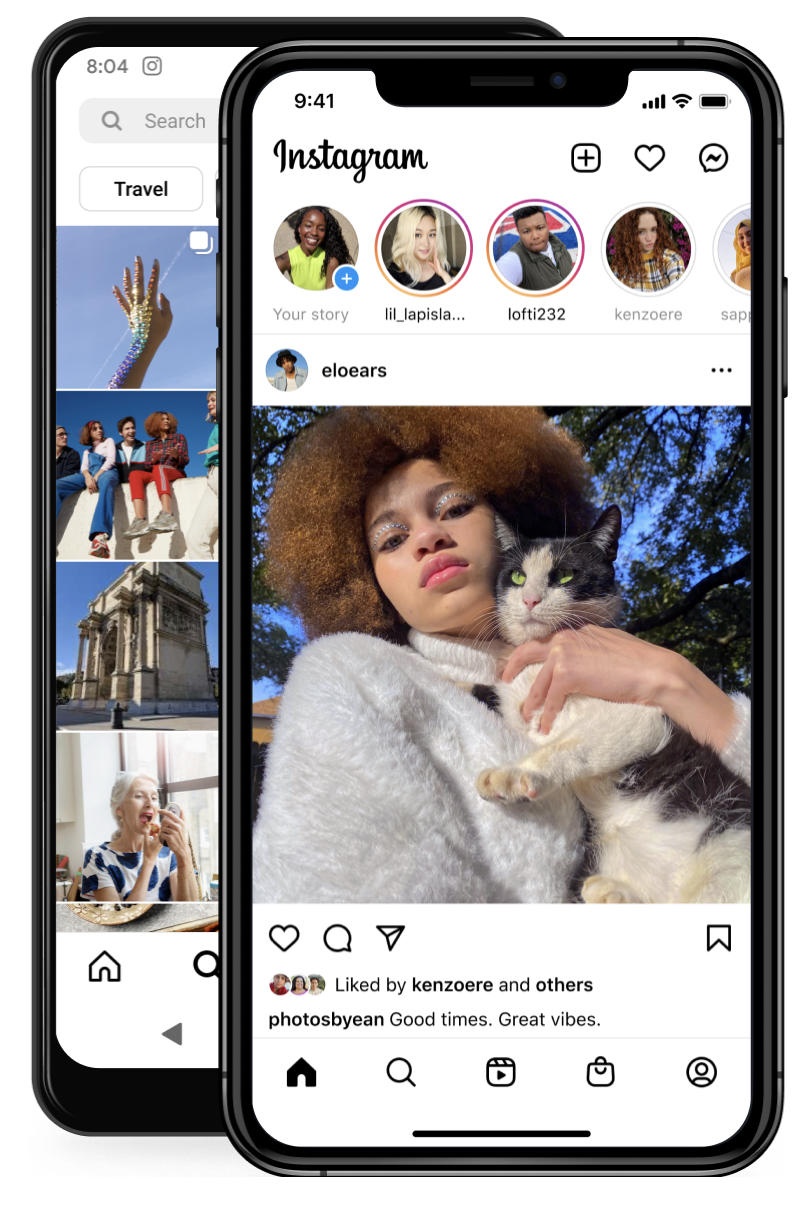 8:04
Search
Travel
9:41
Instagram
Your story
lil_lapisla...
lofti232
kenzoere
sapp
eloears
Liked by kenzoere and others
photosbyean Good times. Great vibes.